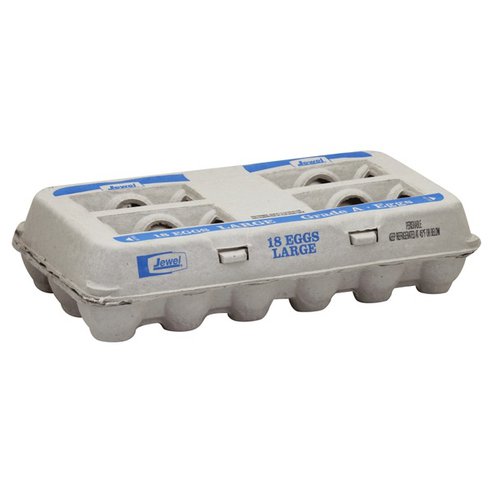 Jewel
Jewel
18 EGGS LARGE Grade A · Eggs
Jewel
18 EGGS
LARGE
PERISHABLE
KEEP REFRIGERATED AT 45°F OR BELOW